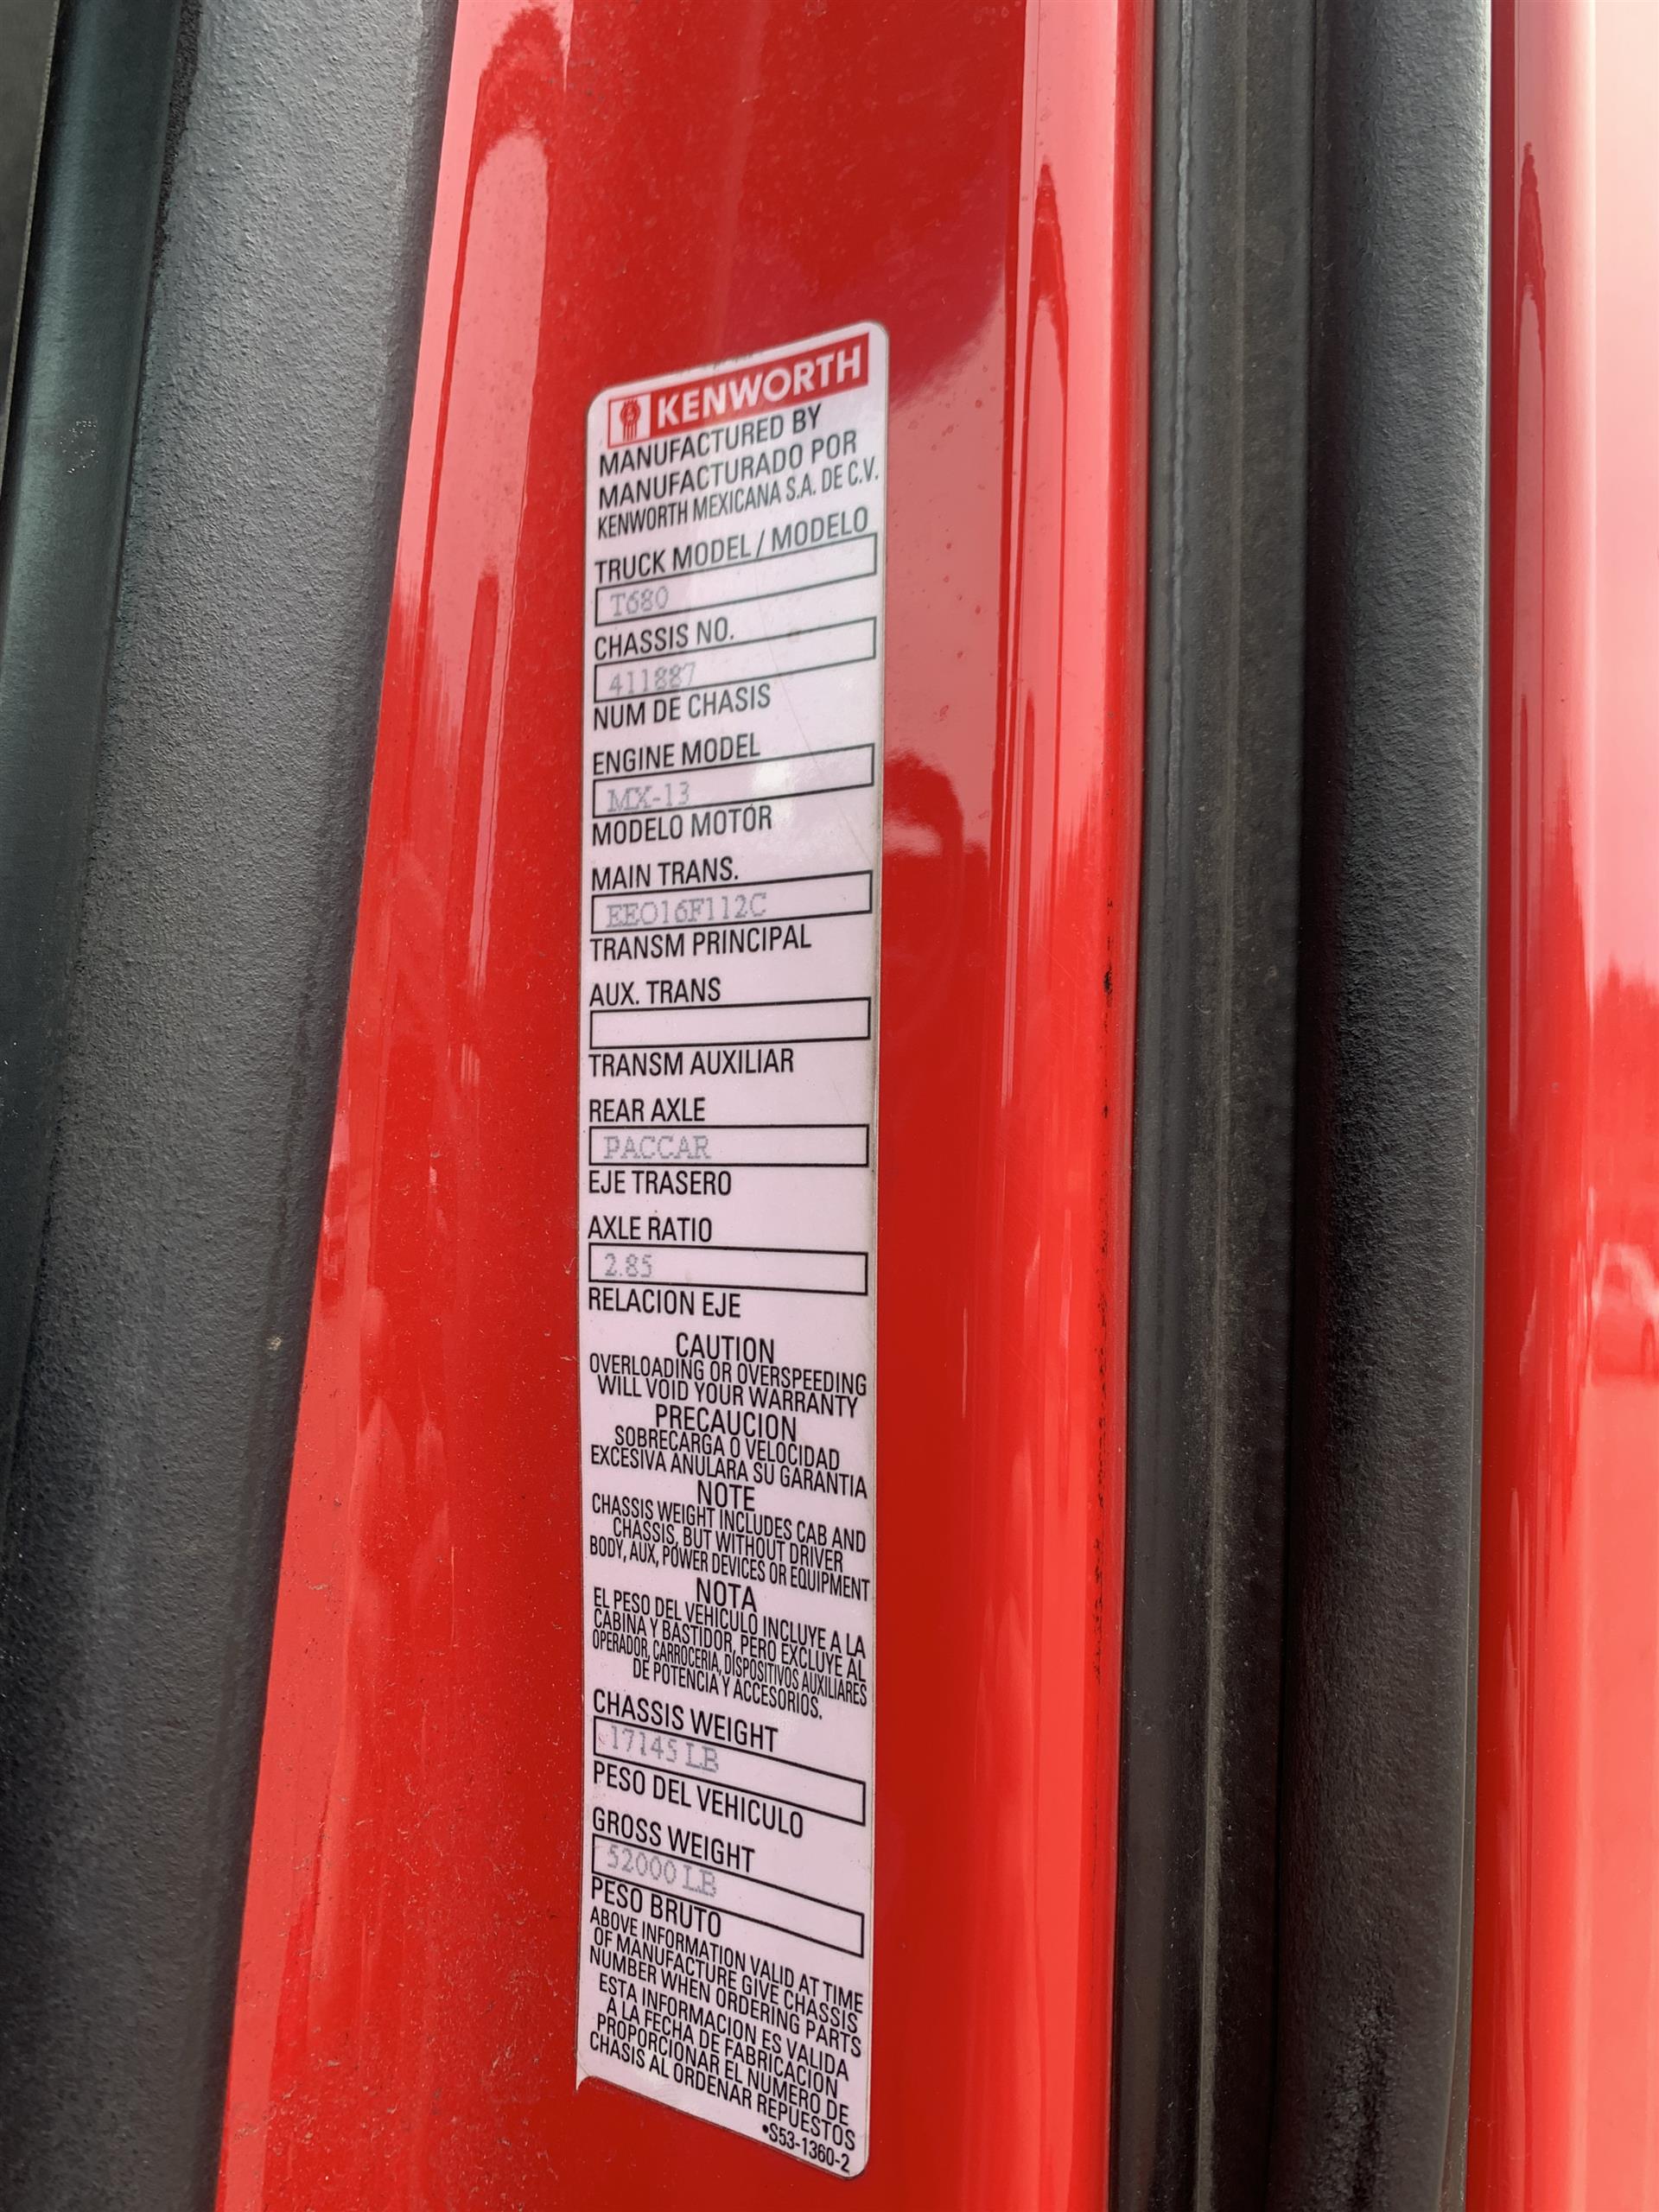 KENWORTH
MANUFACTURED BY
MANUFACTURADO POR
KENWORTH MEXICANA S.A. DE C.V.
TRUCK MODEL / MODELO
T680
CHASSIS NO.
411887
NUM DE CHASIS
ENGINE MODEL
MX-13
MODELO MOTOR
MAIN TRANS.
EEO16F112C
TRANSM PRINCIPAL
AUX. TRANS
TRANSM AUXILIAR
REAR AXLE
PACCAR
EJE TRASERO
AXLE RATIO
2.85
RELACION EJE
CAUTION
OVERLOADING OR OVERSPEEDING
WILL VOID YOUR WARRANTY
PRECAUCION
SOBRECARGA O VELOCIDAD
EXCESIVA ANULARA SU GARANTIA
NOTE
CHASSIS WEIGHT INCLUDES CAB AND
CHASSIS, BUT WITHOUT DRIVER
BODY, AUX, POWER DEVICES OR EQUIPMENT
NOTA
EL PESO DEL VEHICULO INCLUYE A LA
CABINA Y BASTIDOR, PERO EXCLUYE AL
OPERADOR, CARROCERIA, DISPOSITIVOS AUXILIARES
DE POTENCIA Y ACCESORIOS.
CHASSIS WEIGHT
17145 LB
PESO DEL VEHICULO
GROSS WEIGHT
52000 LB
PESO BRUTO
ABOVE INFORMATION VALID AT TIME
OF MANUFACTURE GIVE CHASSIS
NUMBER WHEN ORDERING PARTS
ESTA INFORMACION ES VALIDA
A LA FECHA DE FABRICACION
PROPORCIONAR EL NUMERO DE
CHASIS AL ORDENAR REPUESTOS
•S53-1360-2